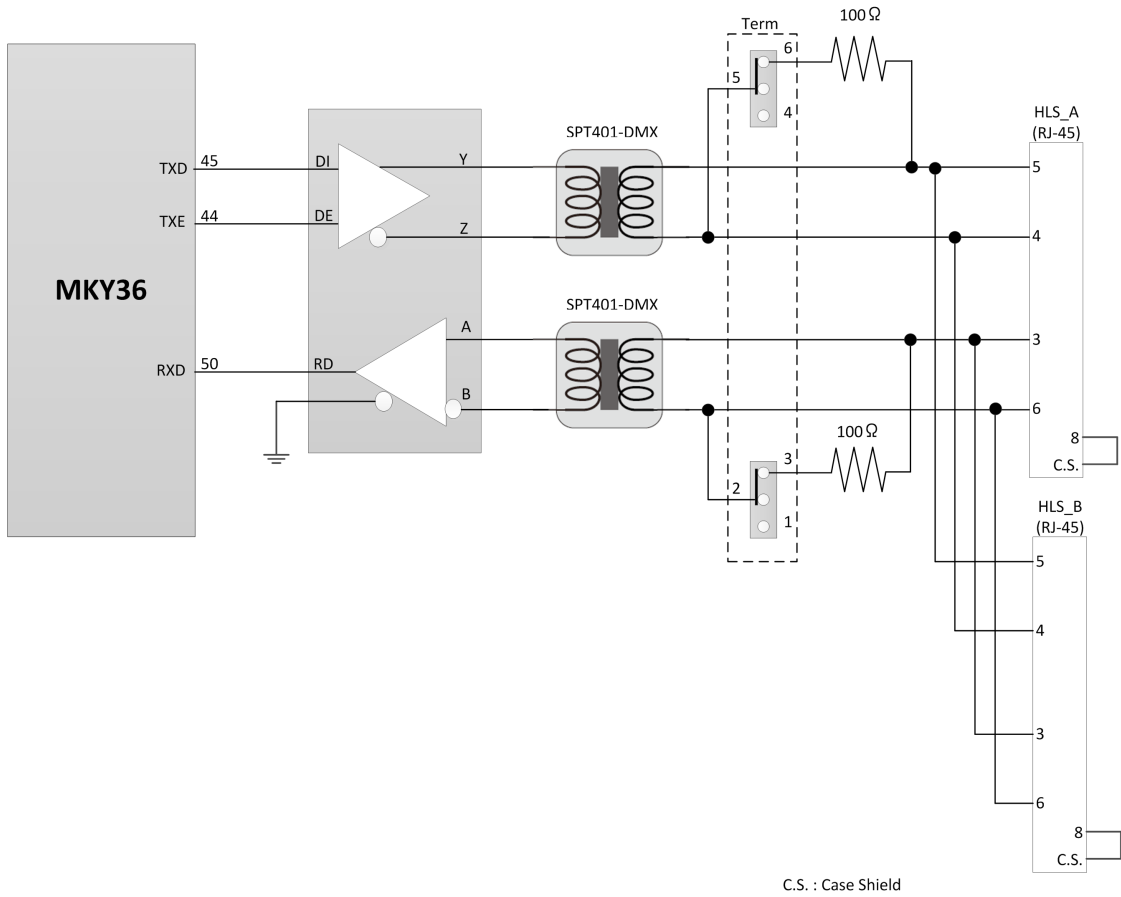 100Ω
Term
6
5
4
HLS_A
(RJ-45)
SPT401-DMX
TXD 45 DI Y 5
TXE 44 DE Z 4
MKY36
SPT401-DMX
A 3
RXD 50 RD
B 6
100Ω
8
C.S.
3
2
1
HLS_B
(RJ-45)
5
4
3
6
8
C.S.
C.S. : Case Shield